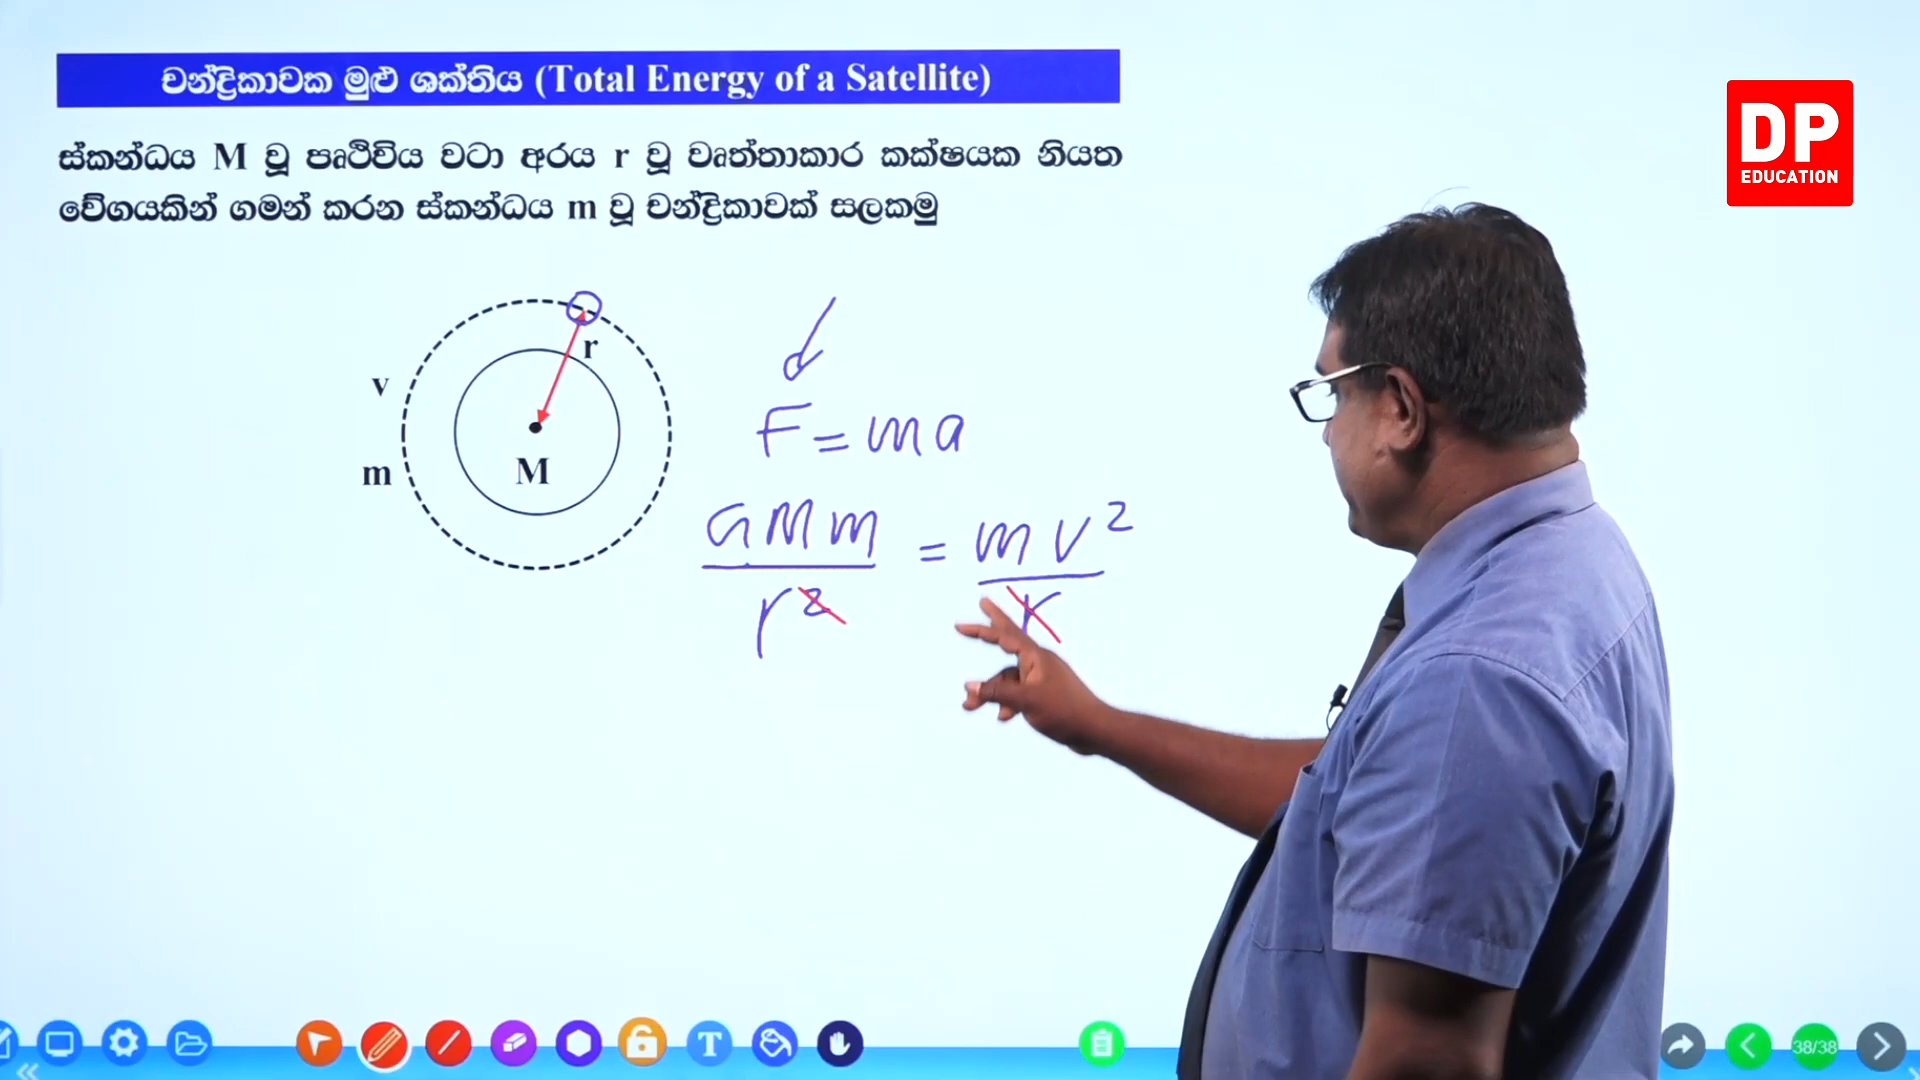 චන්ද්‍රිකාවක මුළු ශක්තිය (Total Energy of a Satellite)
ස්කන්ධය M වූ පෘථිවිය වටා අරය r වූ වෘත්තාකාර කක්ෂයක නියත
වේගයකින් ගමන් කරන ස්කන්ධය m වූ චන්ද්‍රිකාවක් සලකමු
DP
EDUCATION
r
v
m
M
F = ma
GMm = mv²
r² r
T
38/38